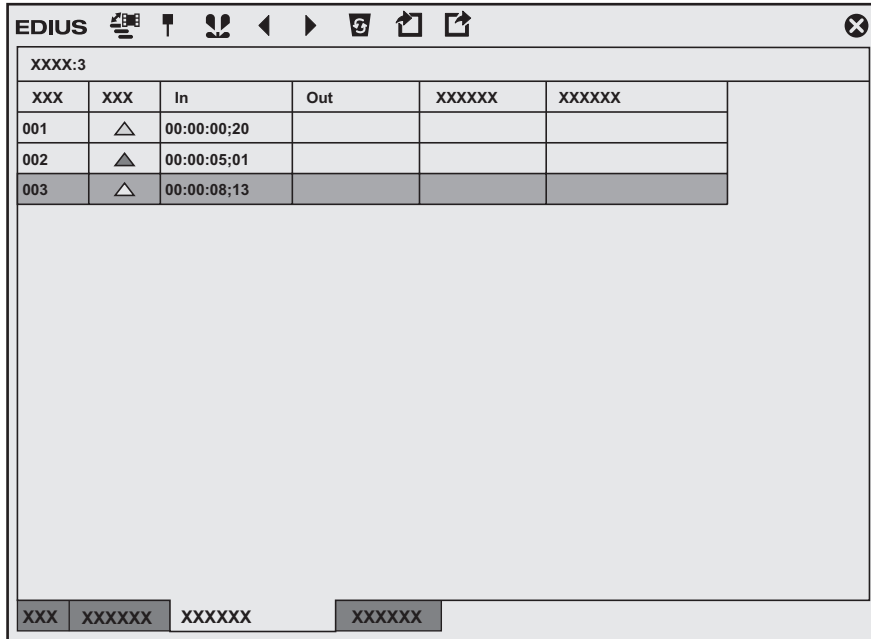 EDIUS
XXXX:3
XXX XXX In Out XXXXXX XXXXXX
001 00:00:00;20
002 00:00:05;01
003 00:00:08;13
XXX XXXXXX XXXXXX XXXXXX